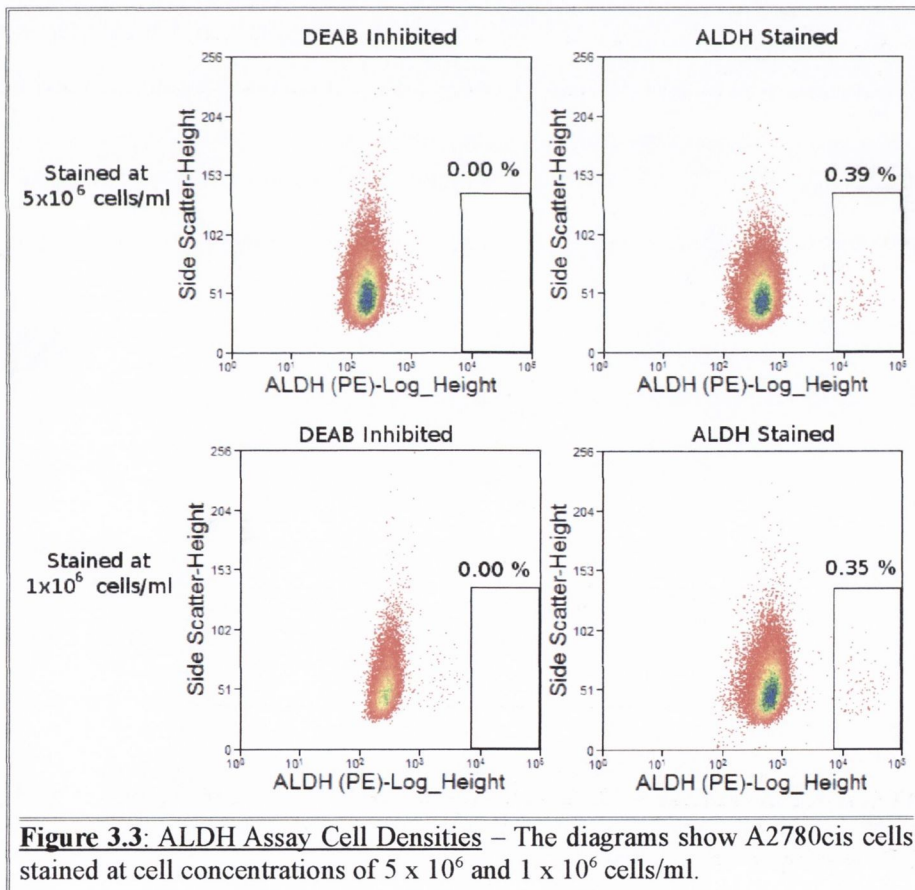 DEAB Inhibited
ALDH Stained
Stained at
5x10⁶ cells/ml
Side Scatter-Height
256
204
153
102
51
0
0.00 %
10⁰ 10¹ 10² 10³ 10⁴ 10⁵
ALDH (PE)-Log_Height
Side Scatter-Height
256
204
153
102
51
0
0.39 %
10⁰ 10¹ 10² 10³ 10⁴ 10⁵
ALDH (PE)-Log_Height
DEAB Inhibited
ALDH Stained
Stained at
1x10⁶ cells/ml
Side Scatter-Height
256
204
153
102
51
0
0.00 %
10⁰ 10¹ 10² 10³ 10⁴ 10⁵
ALDH (PE)-Log_Height
Side Scatter-Height
256
204
153
102
51
0
0.35 %
10⁰ 10¹ 10² 10³ 10⁴ 10⁵
ALDH (PE)-Log_Height
Figure 3.3: ALDH Assay Cell Densities – The diagrams show A2780cis cells
stained at cell concentrations of 5 x 10⁶ and 1 x 10⁶ cells/ml.